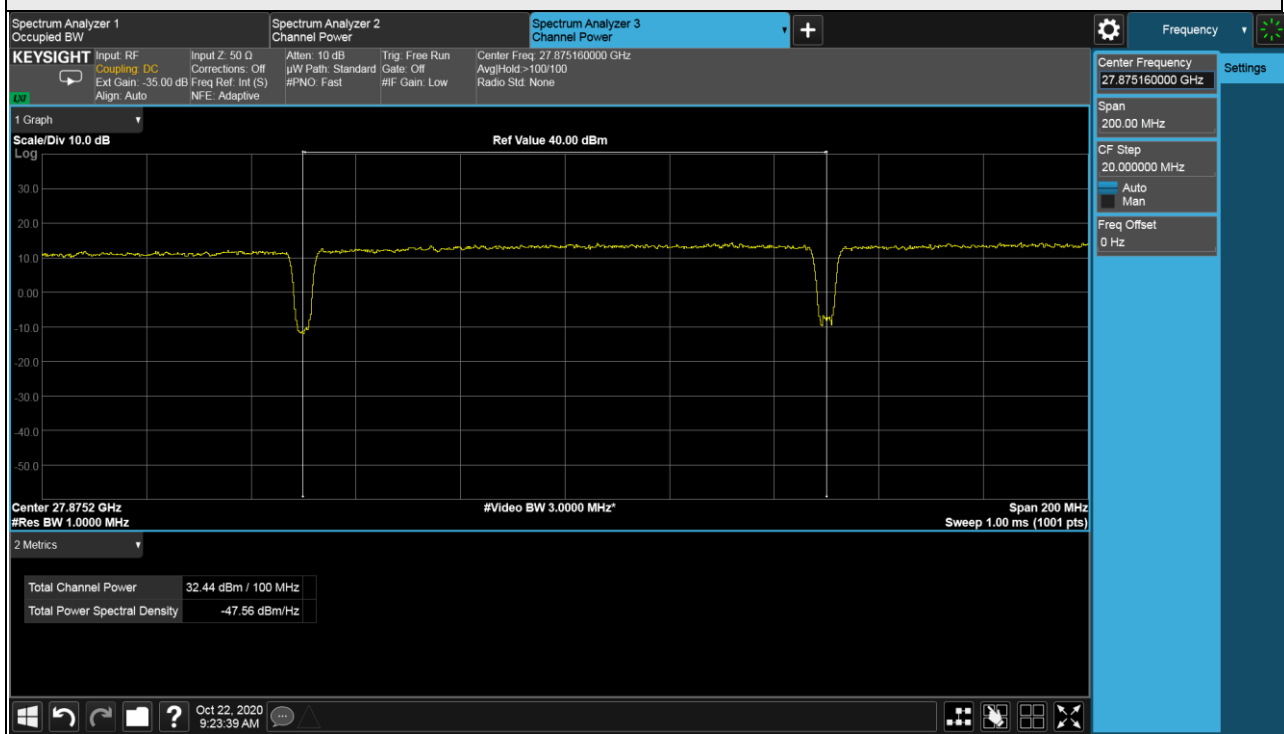 Spectrum Analyzer 1
Occupied BW
Spectrum Analyzer 2
Channel Power
Spectrum Analyzer 3
Channel Power
Frequency
KEYSIGHT
Input: RF
Coupling: DC
Ext Gain: -35.00 dB
Align: Auto
Input Z: 50 Ω
Corrections: Off
Freq Ref: Int (S)
NFE: Adaptive
Atten: 10 dB
µW Path: Standard
#PNO: Fast
Trig: Free Run
Gate: Off
#IF Gain: Low
Center Freq: 27.875160000 GHz
Avg|Hold:>100/100
Radio Std: None
LXI
Center Frequency
27.875160000 GHz
Settings
Span
200.00 MHz
CF Step
20.000000 MHz
Auto
Man
Freq Offset
0 Hz
1 Graph
Scale/Div 10.0 dB
Ref Value 40.00 dBm
Log
30.0
20.0
10.0
0.00
-10.0
-20.0
-30.0
-40.0
-50.0
Center 27.8752 GHz
#Video BW 3.0000 MHz*
Span 200 MHz
#Res BW 1.0000 MHz
Sweep 1.00 ms (1001 pts)
2 Metrics
Total Channel Power 32.44 dBm / 100 MHz
Total Power Spectral Density -47.56 dBm/Hz
?
Oct 22, 2020
9:23:39 AM